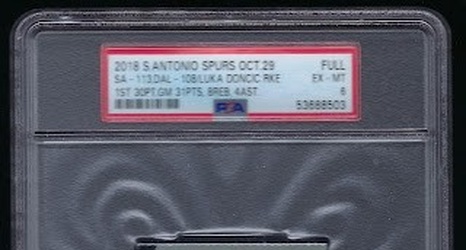 2018 S.ANTONIO SPURS OCT 29 FULL
SA - 113,DAL - 108/LUKA DONCIC RKE EX - MT
1ST 30PT.GM 31PTS, 8REB, 4AST 6
PSA 53688503